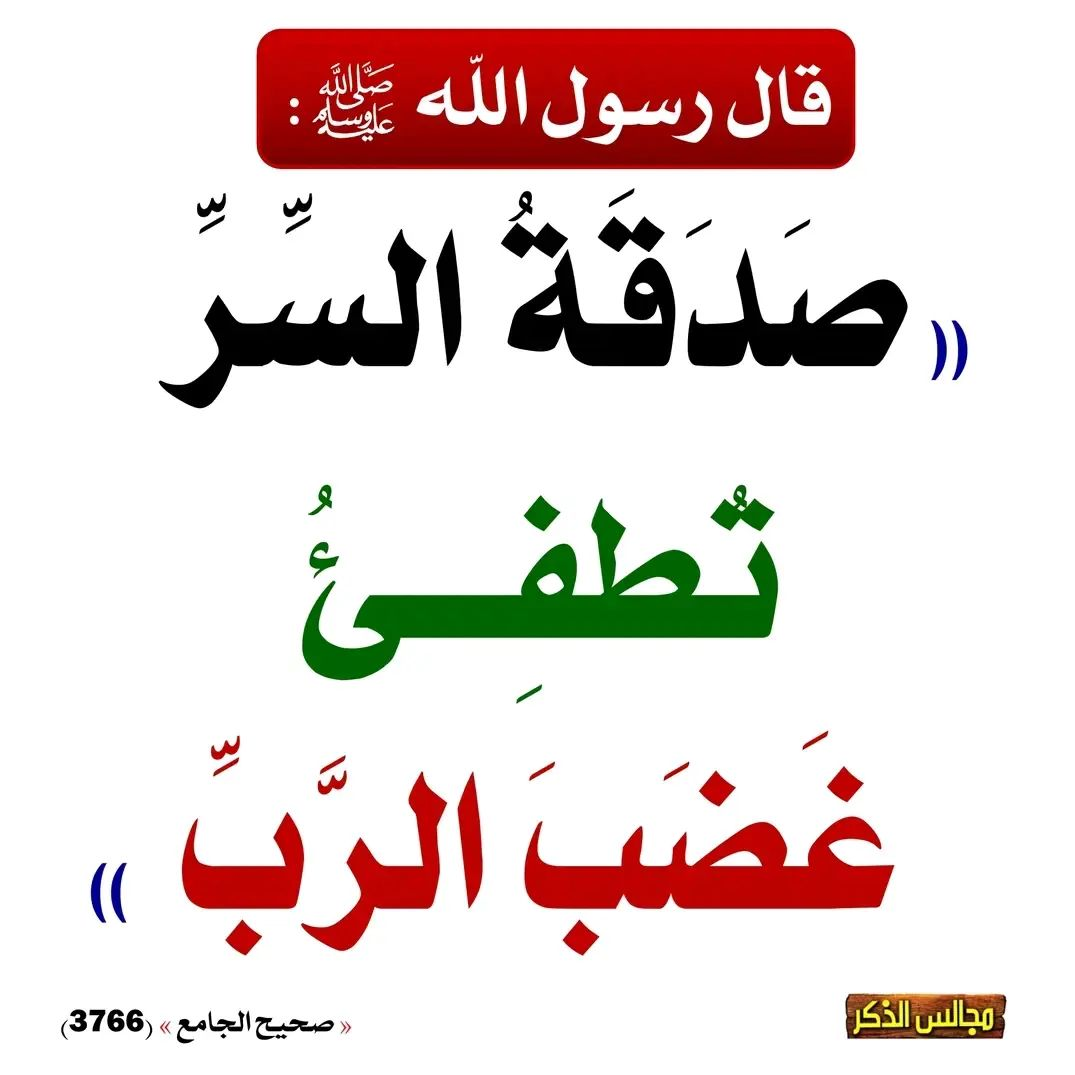 قال رسول الله ﷺ :
(( صَدَقَةُ السِّرِّ
تُطفِئُ
غَضَبَ الرَّبِّ ))
« صحيح الجامع » (3766)
مجالس الذكر